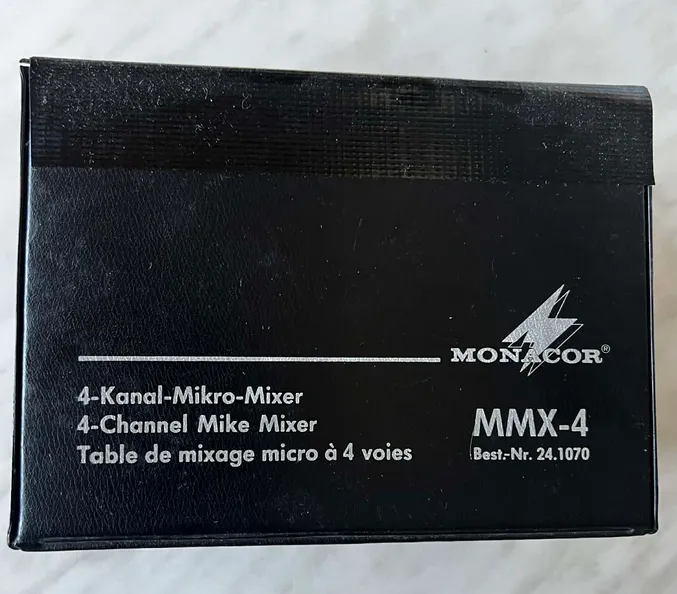 MONACOR®
4-Kanal-Mikro-Mixer
4-Channel Mike Mixer
Table de mixage micro à 4 voies
MMX-4
Best.-Nr. 24.1070